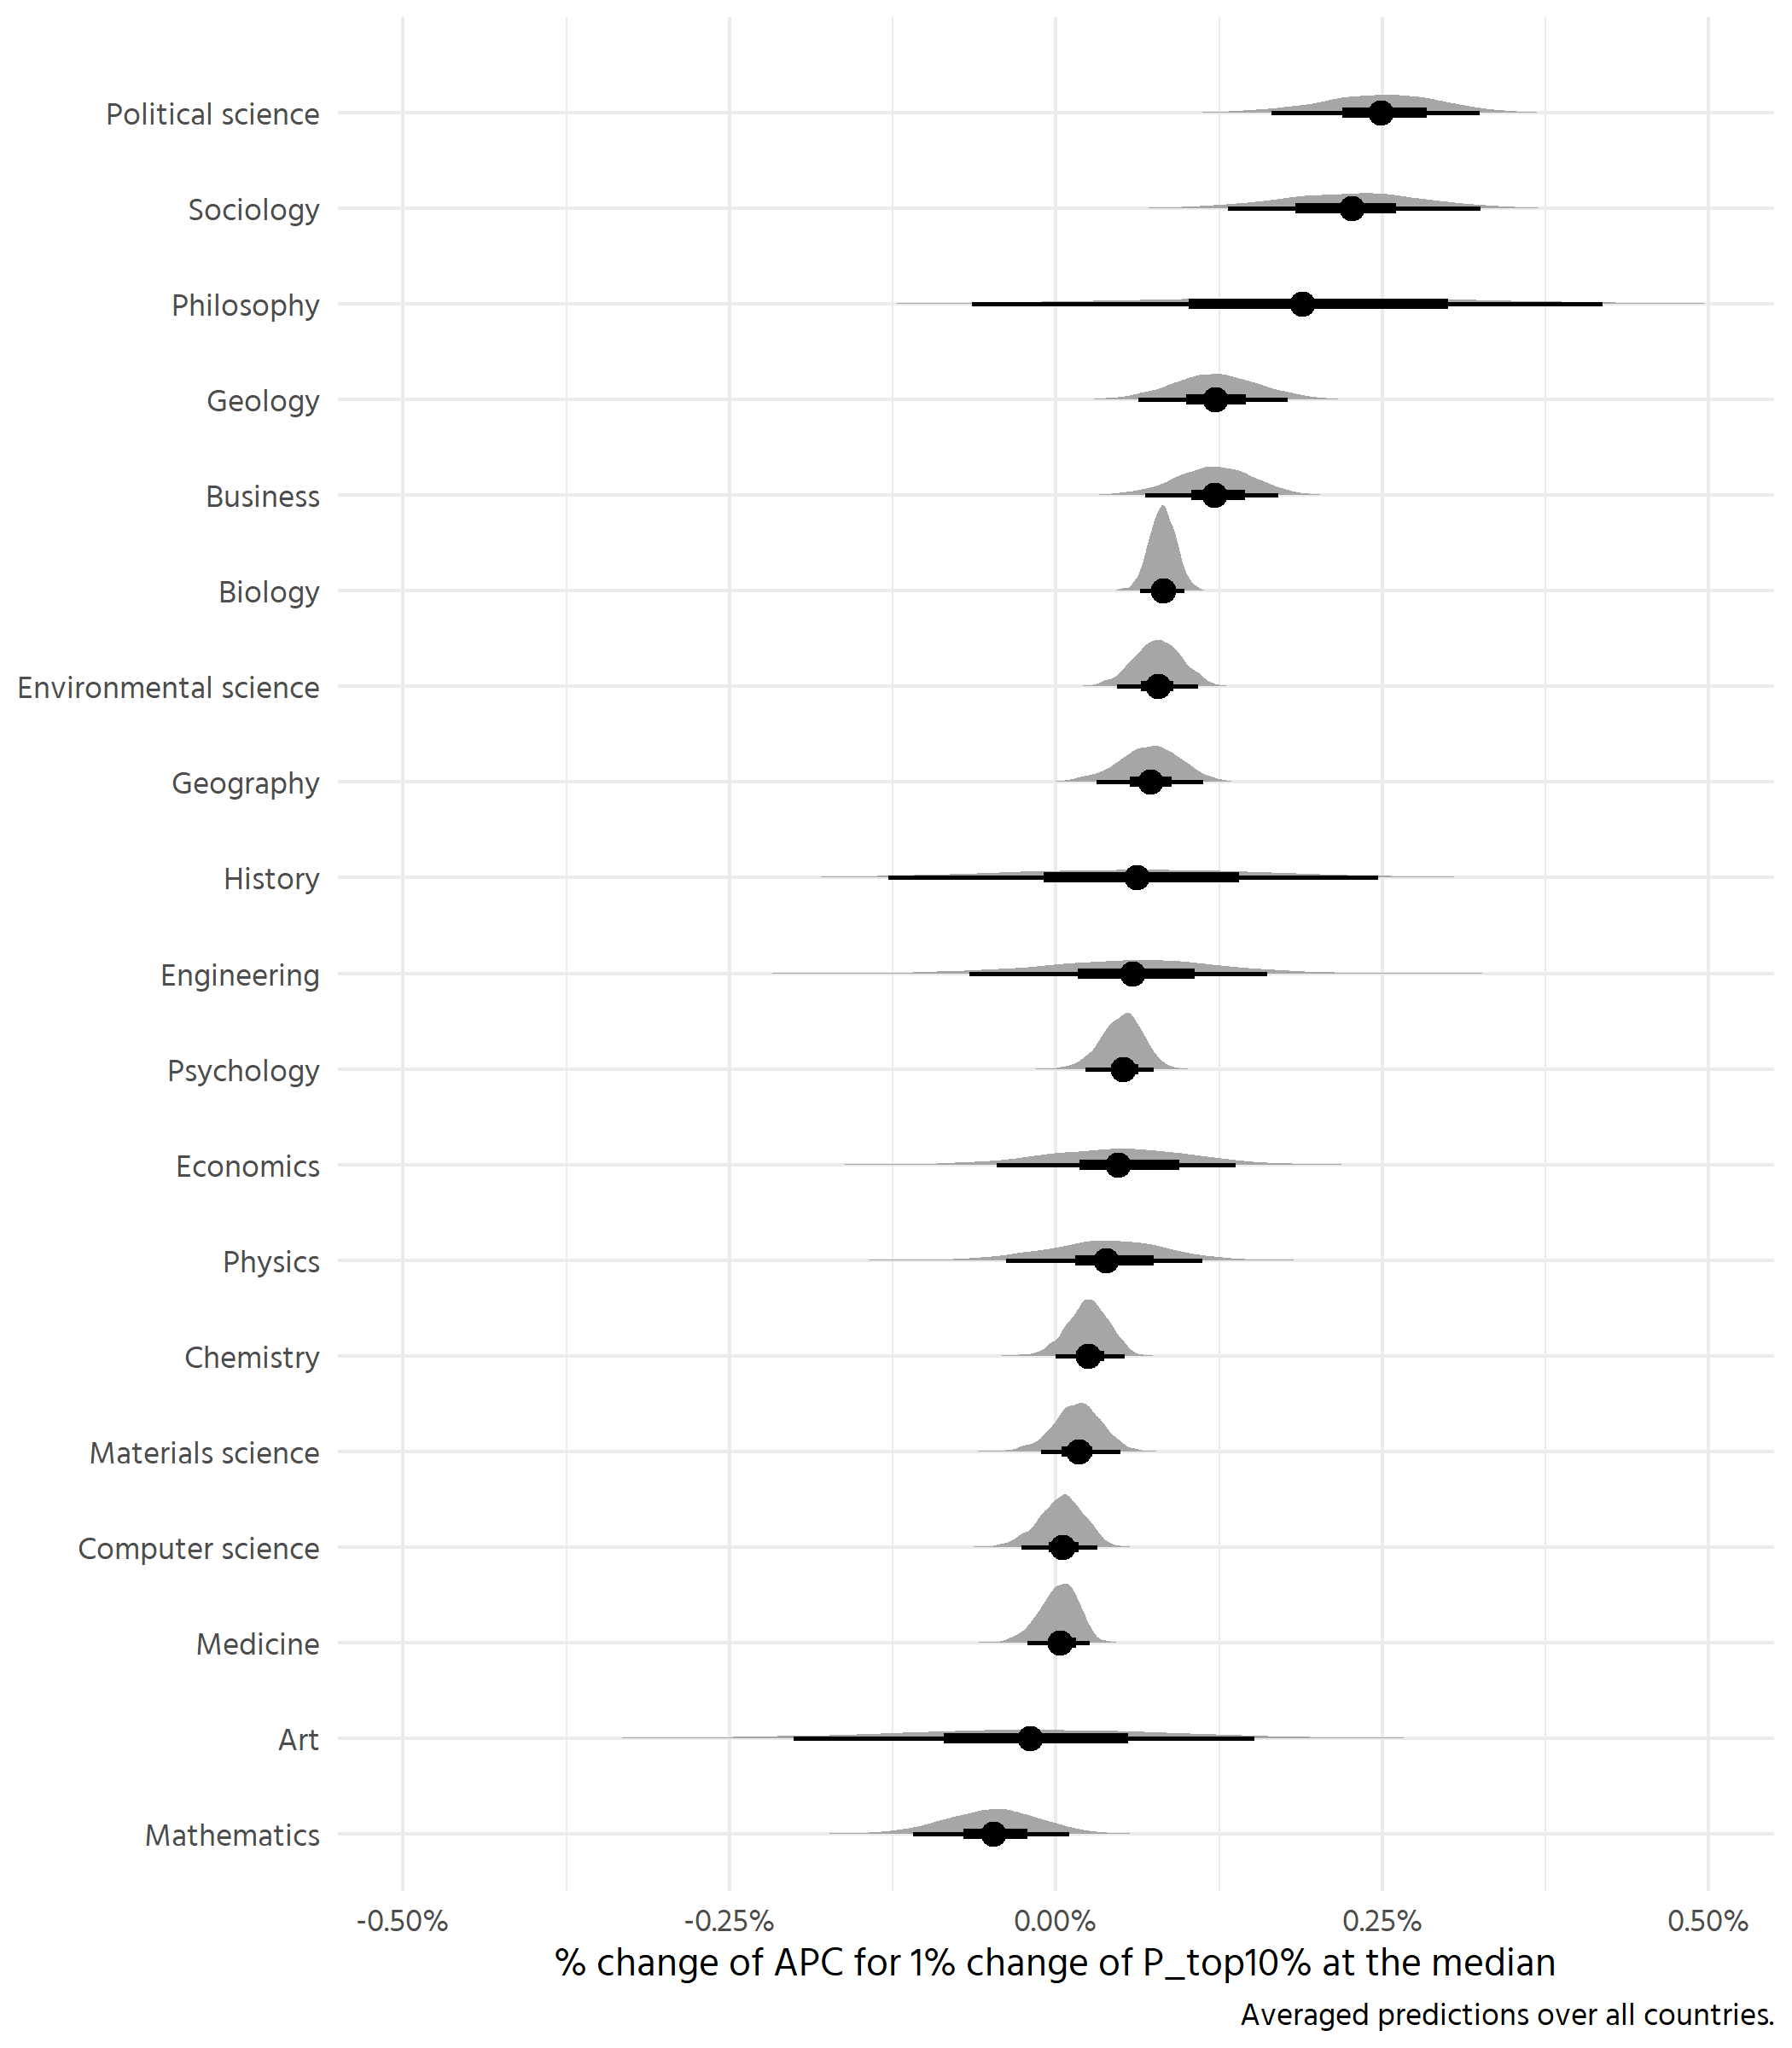 Political science
Sociology
Philosophy
Geology
Business
Biology
Environmental science
Geography
History
Engineering
Psychology
Economics
Physics
Chemistry
Materials science
Computer science
Medicine
Art
Mathematics
-0.50% -0.25% 0.00% 0.25% 0.50%
% change of APC for 1% change of P_top10% at the median
Averaged predictions over all countries.